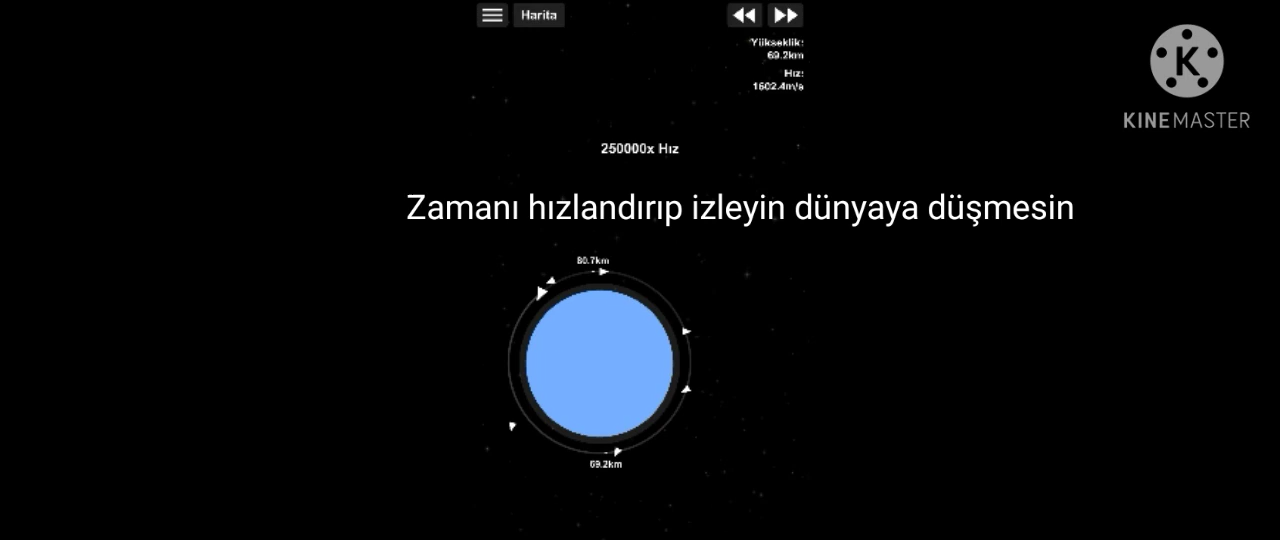 Harita
Yükseklik:
69.2km
Hız:
1602.4m/s
KINEMASTER
250000x Hız
Zamanı hızlandırıp izleyin dünyaya düşmesin
80.7km
69.2km